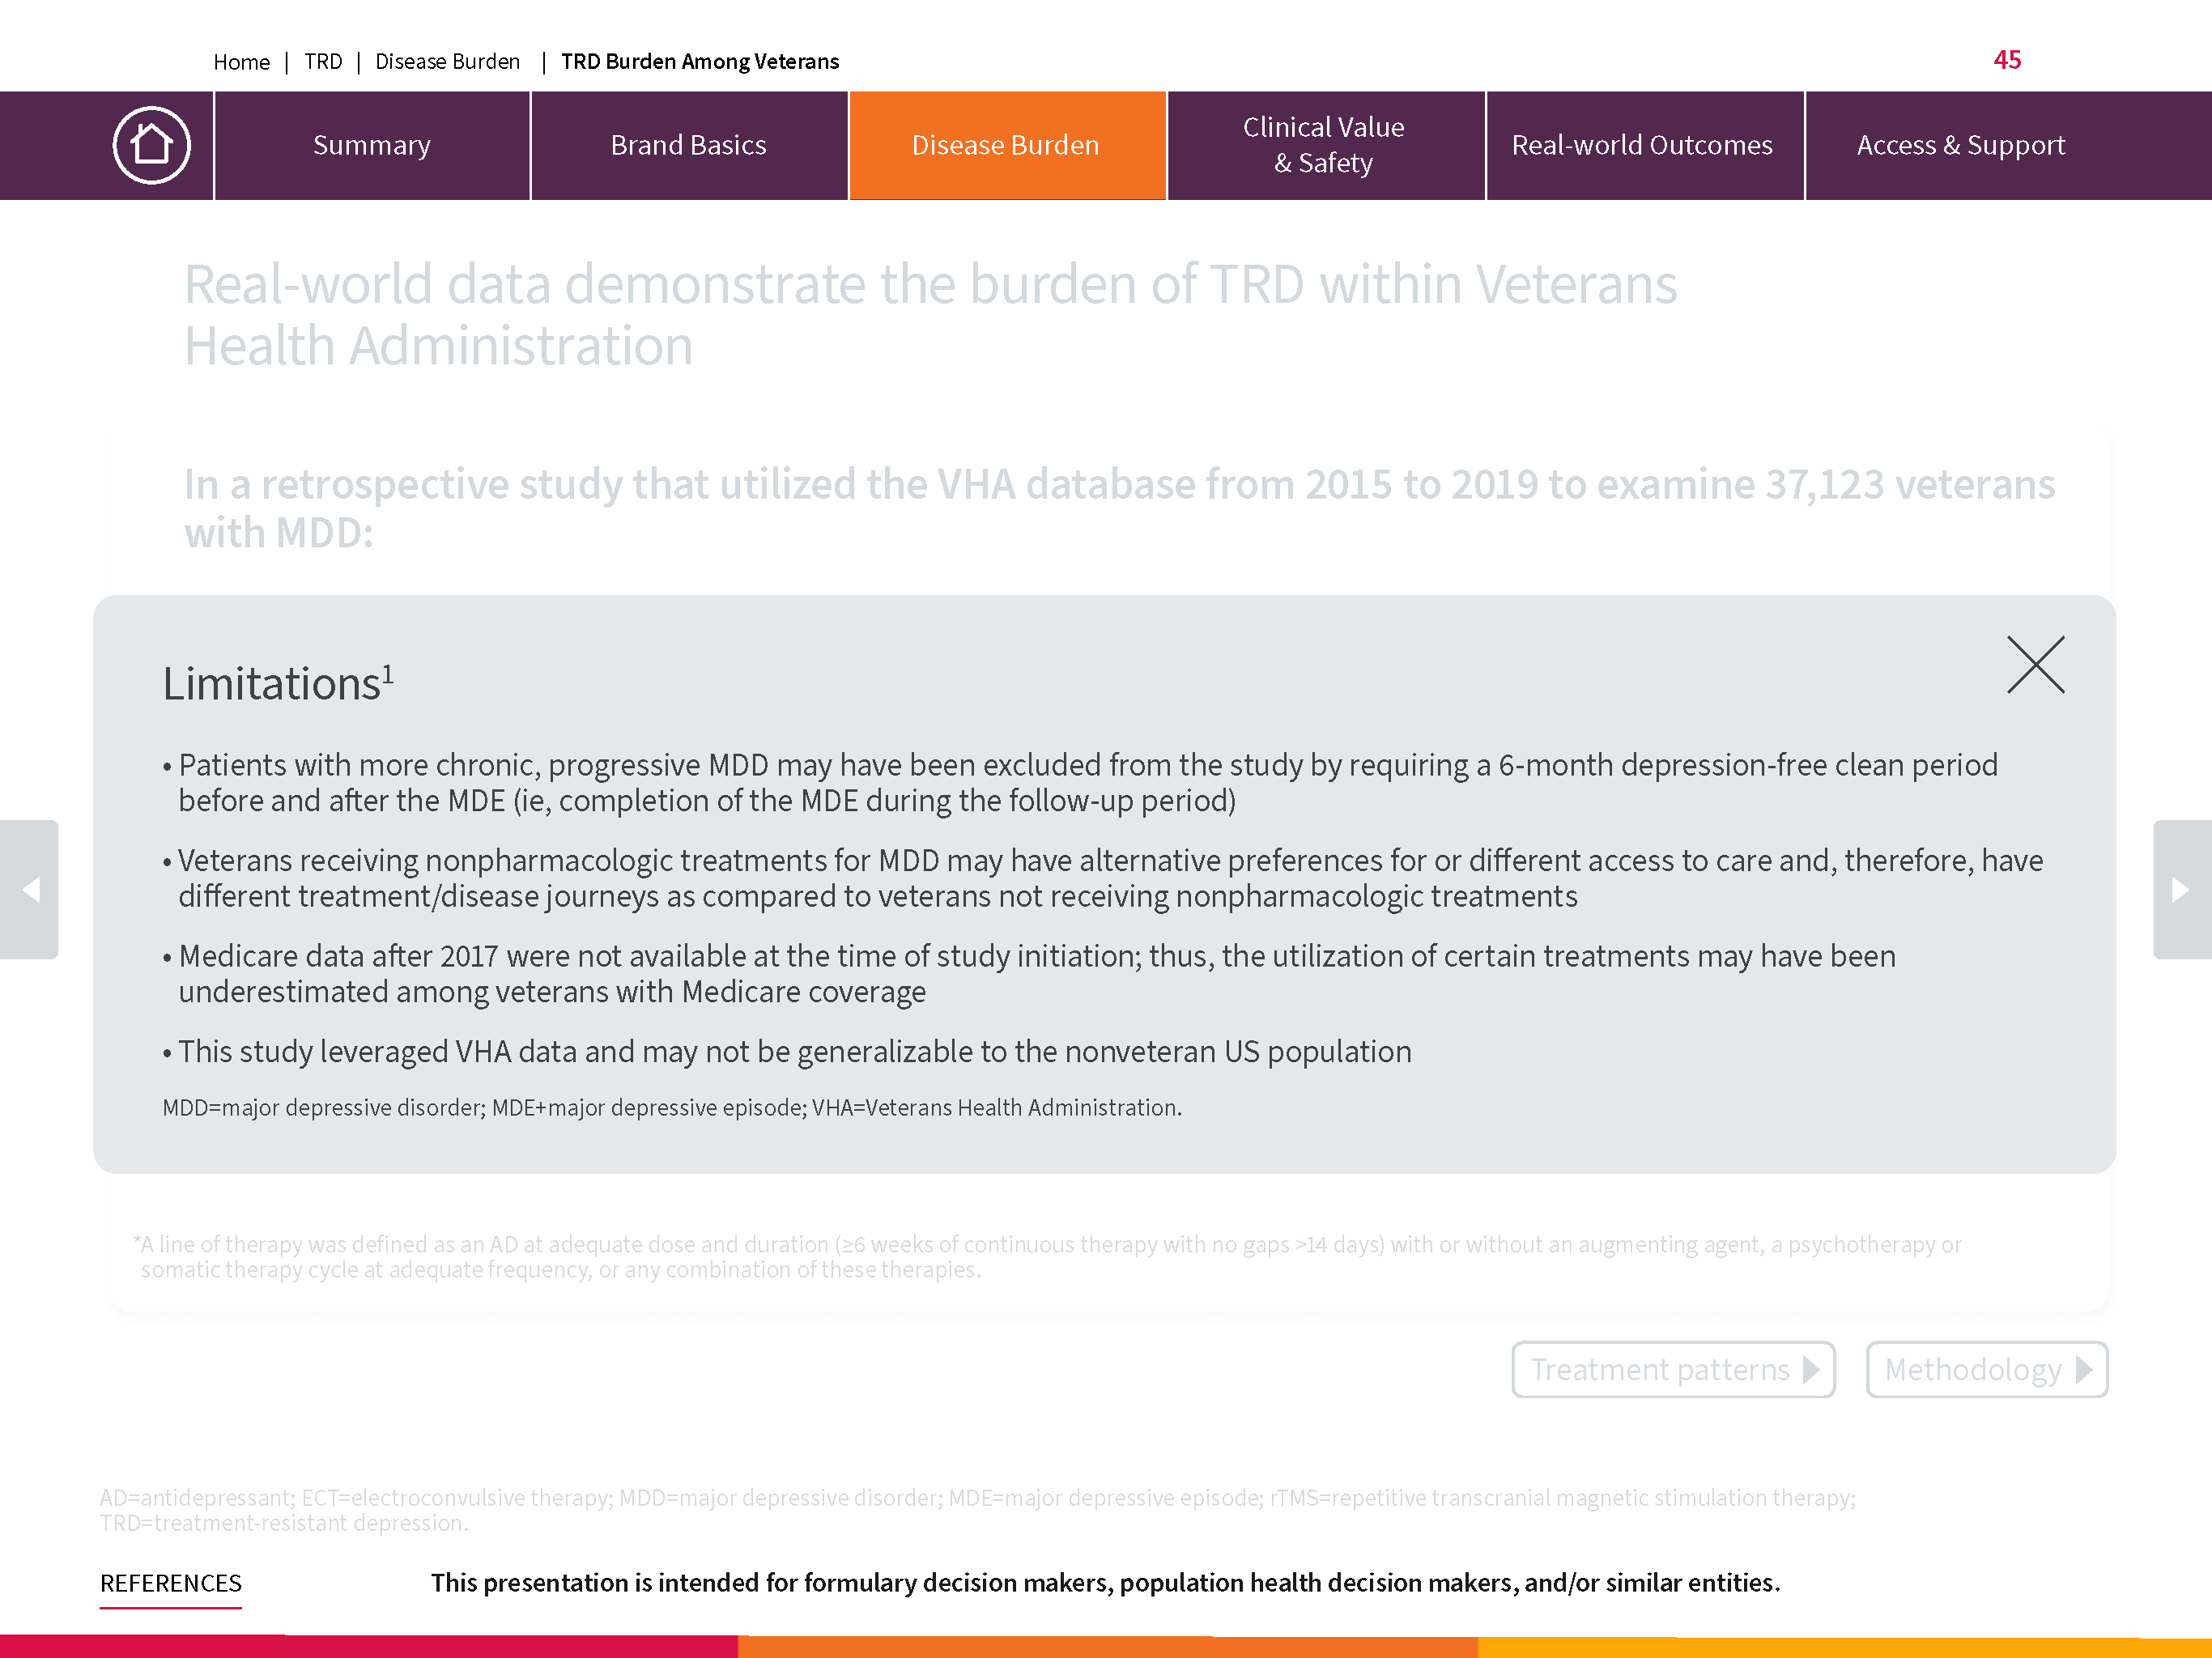 Home | TRD | Disease Burden | TRD Burden Among Veterans
45
Summary
Brand Basics
Disease Burden
Clinical Value
& Safety
Real-world Outcomes
Access & Support
Real-world data demonstrate the burden of TRD within Veterans
Health Administration
In a retrospective study that utilized the VHA database from 2015 to 2019 to examine 37,123 veterans
with MDD:
Limitations¹
• Patients with more chronic, progressive MDD may have been excluded from the study by requiring a 6-month depression-free clean period
before and after the MDE (ie, completion of the MDE during the follow-up period)
• Veterans receiving nonpharmacologic treatments for MDD may have alternative preferences for or different access to care and, therefore, have
different treatment/disease journeys as compared to veterans not receiving nonpharmacologic treatments
• Medicare data after 2017 were not available at the time of study initiation; thus, the utilization of certain treatments may have been
underestimated among veterans with Medicare coverage
• This study leveraged VHA data and may not be generalizable to the nonveteran US population
MDD=major depressive disorder; MDE+major depressive episode; VHA=Veterans Health Administration.
*A line of therapy was defined as an AD at adequate dose and duration (≥6 weeks of continuous therapy with no gaps >14 days) with or without an augmenting agent, a psychotherapy or
somatic therapy cycle at adequate frequency, or any combination of these therapies.
Treatment patterns
Methodology
AD=antidepressant; ECT=electroconvulsive therapy; MDD=major depressive disorder; MDE=major depressive episode; rTMS=repetitive transcranial magnetic stimulation therapy;
TRD=treatment-resistant depression.
REFERENCES
This presentation is intended for formulary decision makers, population health decision makers, and/or similar entities.